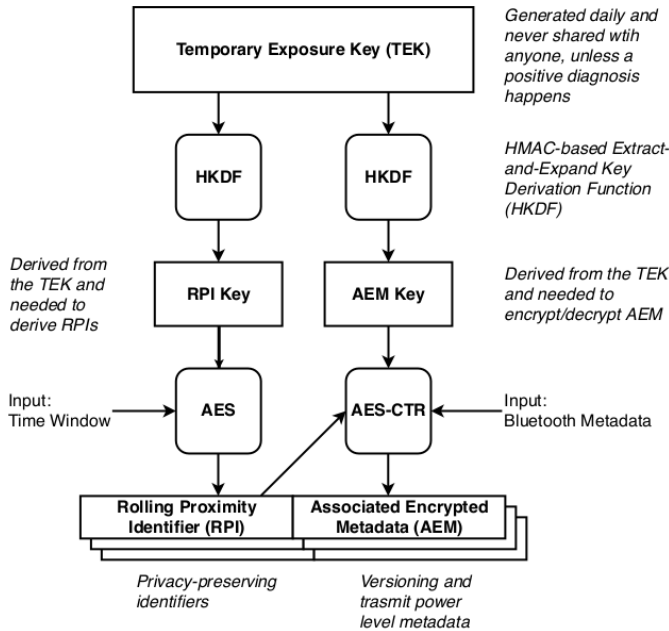 Temporary Exposure Key (TEK)
Generated daily and
never shared wtih
anyone, unless a
positive diagnosis
happens
HKDF
HKDF
HMAC-based Extract-
and-Expand Key
Derivation Function
(HKDF)
Derived from
the TEK and
needed to
derive RPIs
RPI Key
AEM Key
Derived from the TEK
and needed to
encrypt/decrypt AEM
Input:
Time Window
AES
AES-CTR
Input:
Bluetooth Metadata
Rolling Proximity
Identifier (RPI)
Associated Encrypted
Metadata (AEM)
Privacy-preserving
identifiers
Versioning and
trasmit power
level metadata